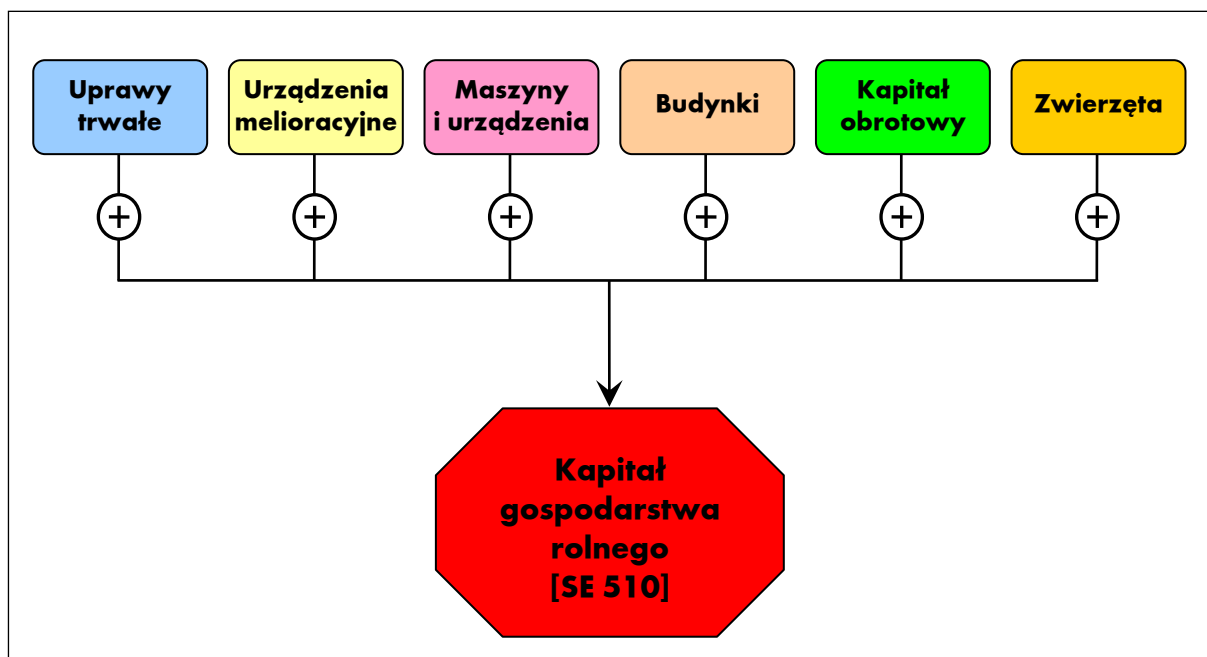 Uprawy
trwałe
Urządzenia
melioracyjne
Maszyny
i urządzenia
Budynki
Kapitał
obrotowy
Zwierzęta
+ + + + + +
Kapitał
gospodarstwa
rolnego
[SE 510]